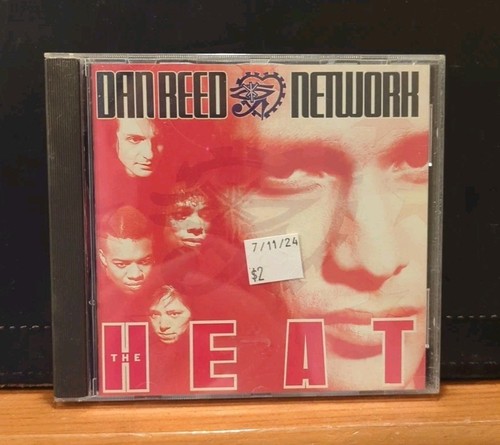 DAN REED NETWORK
7/11/24
$2
THE HEAT